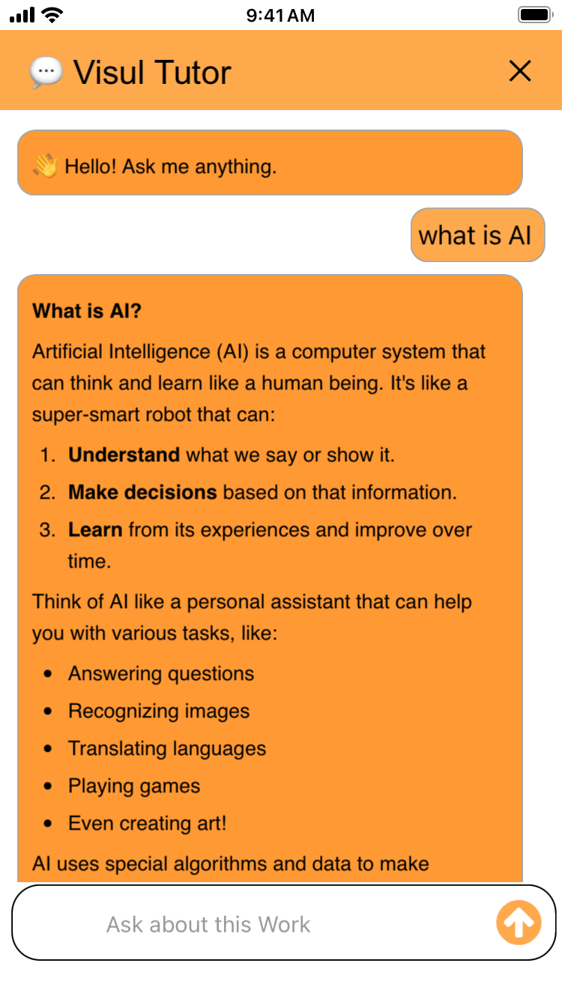 9:41 AM
💬 Visul Tutor
👋 Hello! Ask me anything.
what is AI
What is AI?
Artificial Intelligence (AI) is a computer system that
can think and learn like a human being. It's like a
super-smart robot that can:
1. Understand what we say or show it.
2. Make decisions based on that information.
3. Learn from its experiences and improve over
time.
Think of AI like a personal assistant that can help
you with various tasks, like:
• Answering questions
• Recognizing images
• Translating languages
• Playing games
• Even creating art!
AI uses special algorithms and data to make
Ask about this Work